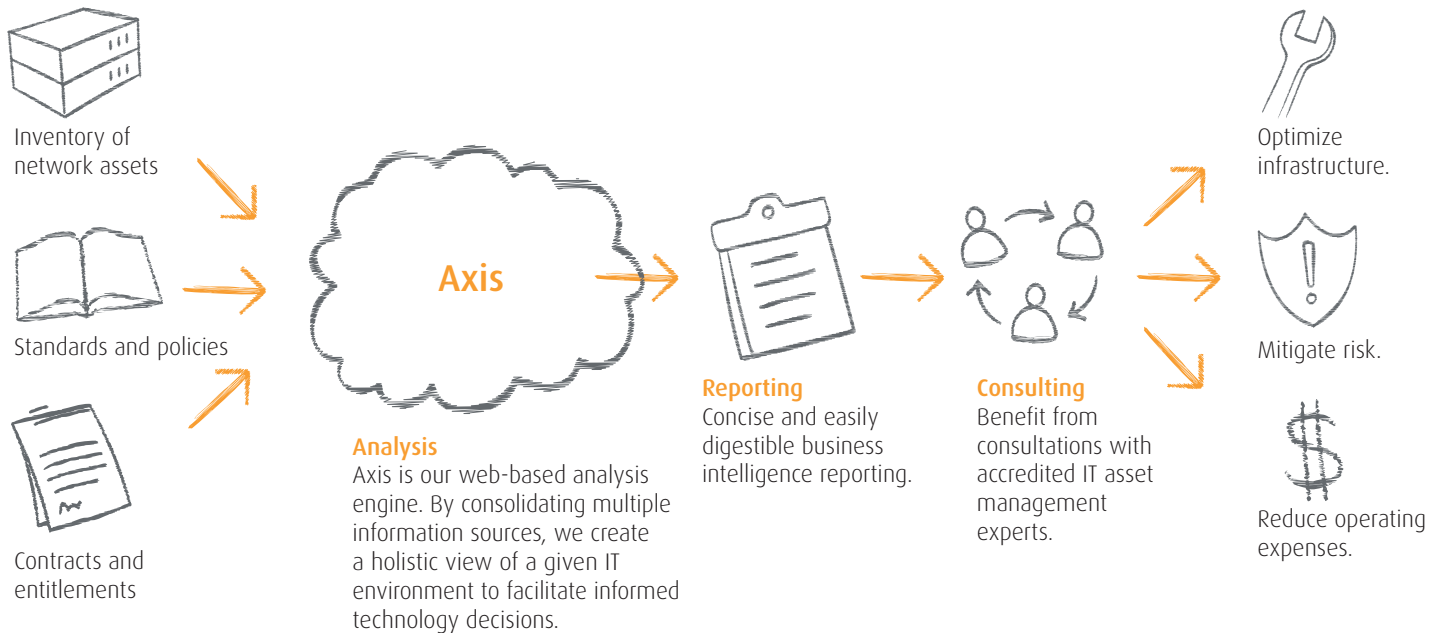 Inventory of
network assets
Standards and policies
Contracts and
entitlements
Axis
Analysis
Axis is our web-based analysis
engine. By consolidating multiple
information sources, we create
a holistic view of a given IT
environment to facilitate informed
technology decisions.
Reporting
Concise and easily
digestible business
intelligence reporting.
Consulting
Benefit from
consultations with
accredited IT asset
management
experts.
Optimize
infrastructure.
Mitigate risk.
Reduce operating
expenses.